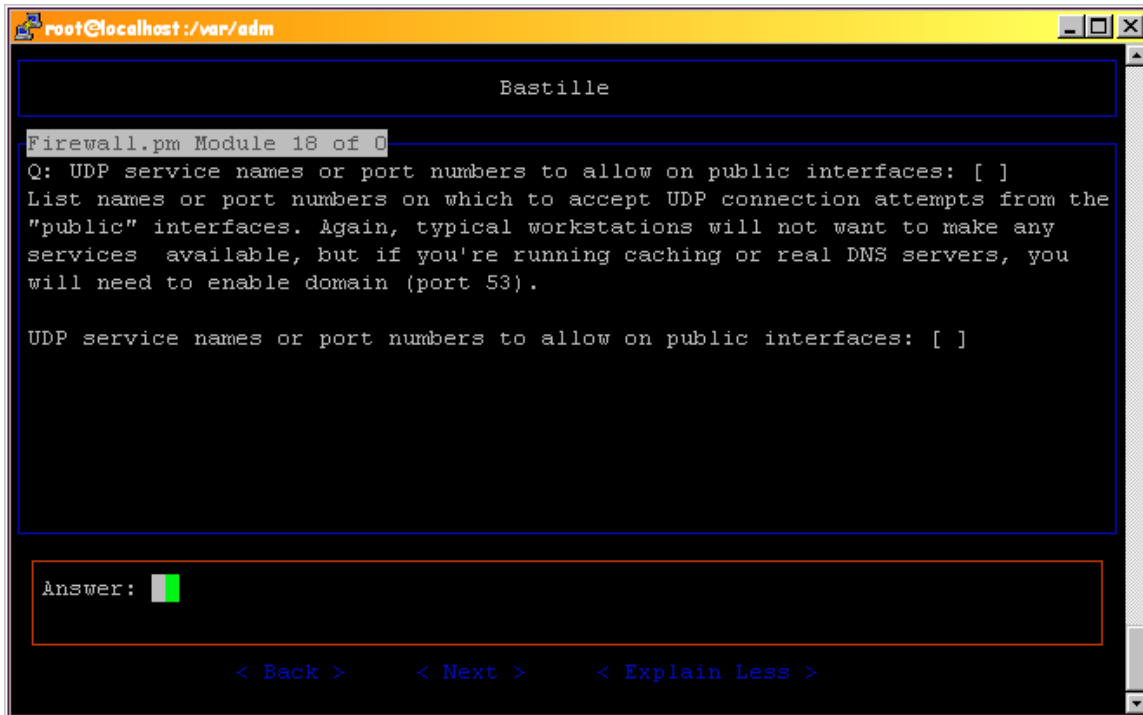 root@localhost:/var/adm
Bastille
Firewall.pm Module 18 of 0
Q: UDP service names or port numbers to allow on public interfaces: [ ]
List names or port numbers on which to accept UDP connection attempts from the
"public" interfaces. Again, typical workstations will not want to make any
services  available, but if you're running caching or real DNS servers, you
will need to enable domain (port 53).
UDP service names or port numbers to allow on public interfaces: [ ]
Answer:
< Back > < Next > < Explain Less >